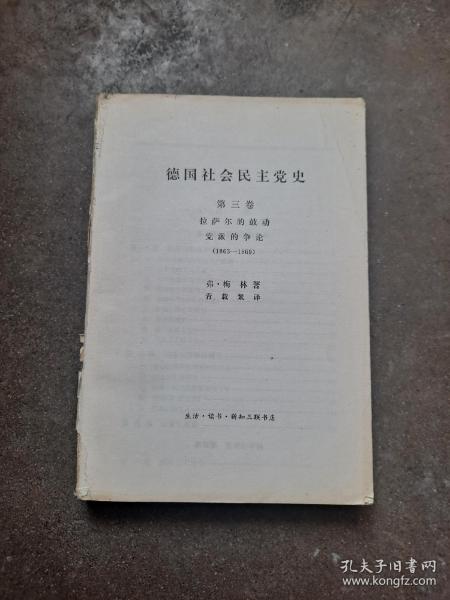 德国社会民主党史
第三卷
拉萨尔的鼓动
党派的争论
(1863—1869)
弗·梅林著
青载繁译
生活·读书·新知三联书店
孔夫子旧书网
www.kongfz.com